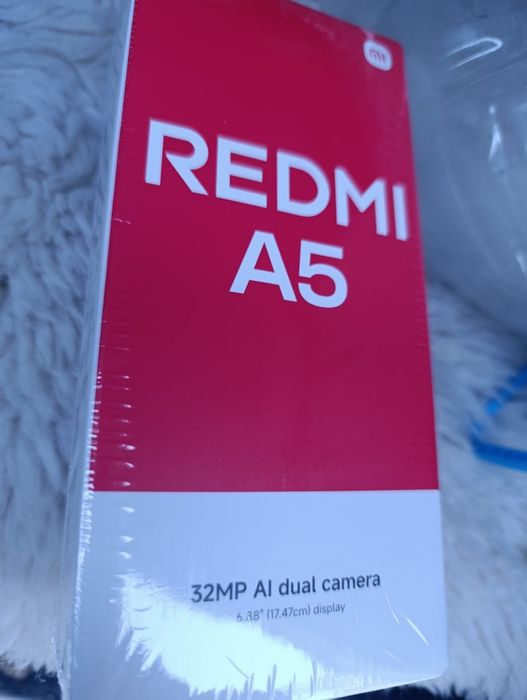 mi
REDMI
A5
32MP AI dual camera
6.88" (17.47cm) display